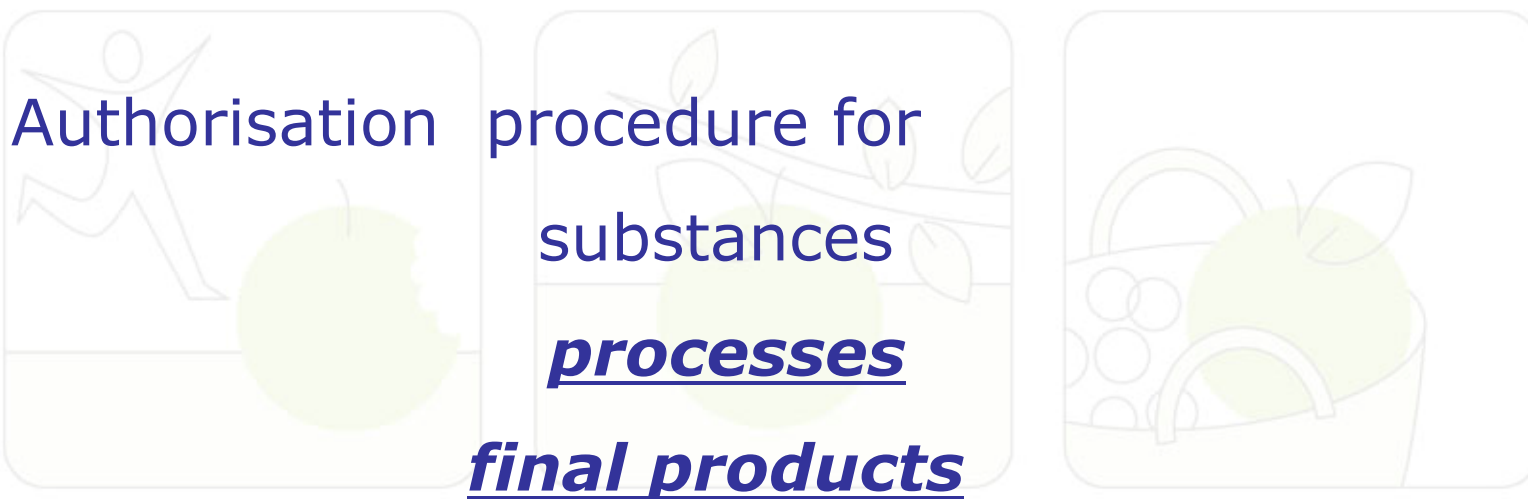 Authorisation procedure for
substances
processes
final products